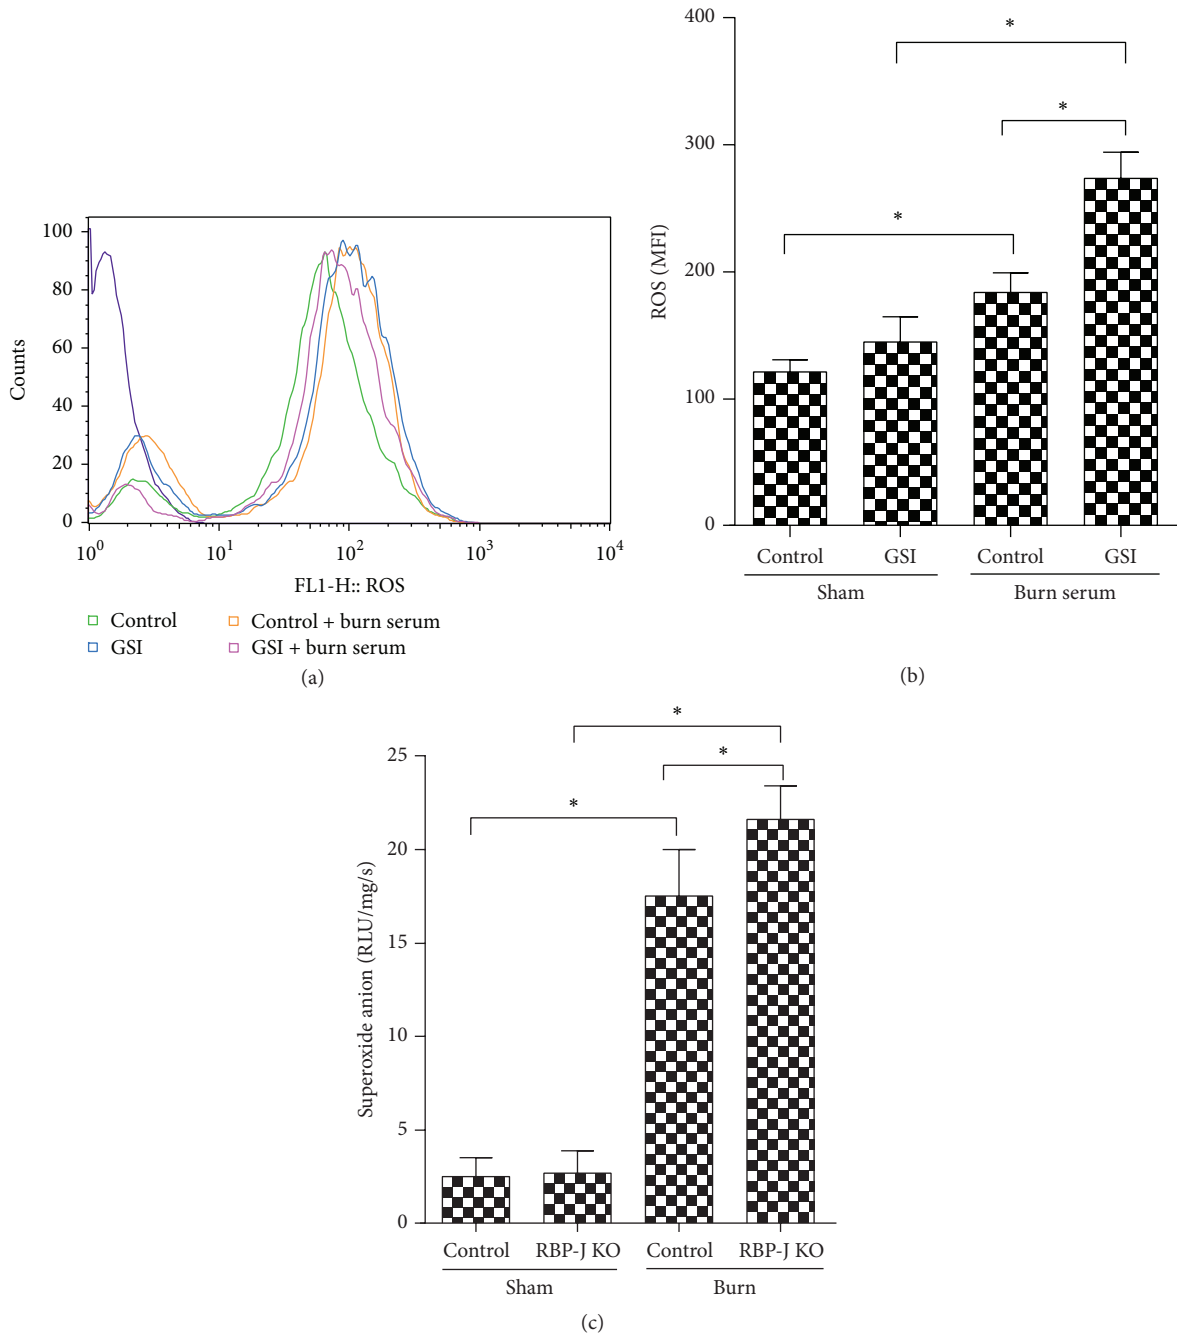 100
80
60
40
20
0
Counts
10^0 10^1 10^2 10^3 10^4
FL1-H:: ROS
Control
Control + burn serum
GSI
GSI + burn serum
(a)
400
300
200
100
0
ROS (MFI)
*
*
*
Control GSI Control GSI
Sham Burn serum
(b)
25
20
15
10
5
0
Superoxide anion (RLU/mg/s)
*
*
*
Control RBP-J KO Control RBP-J KO
Sham Burn
(c)